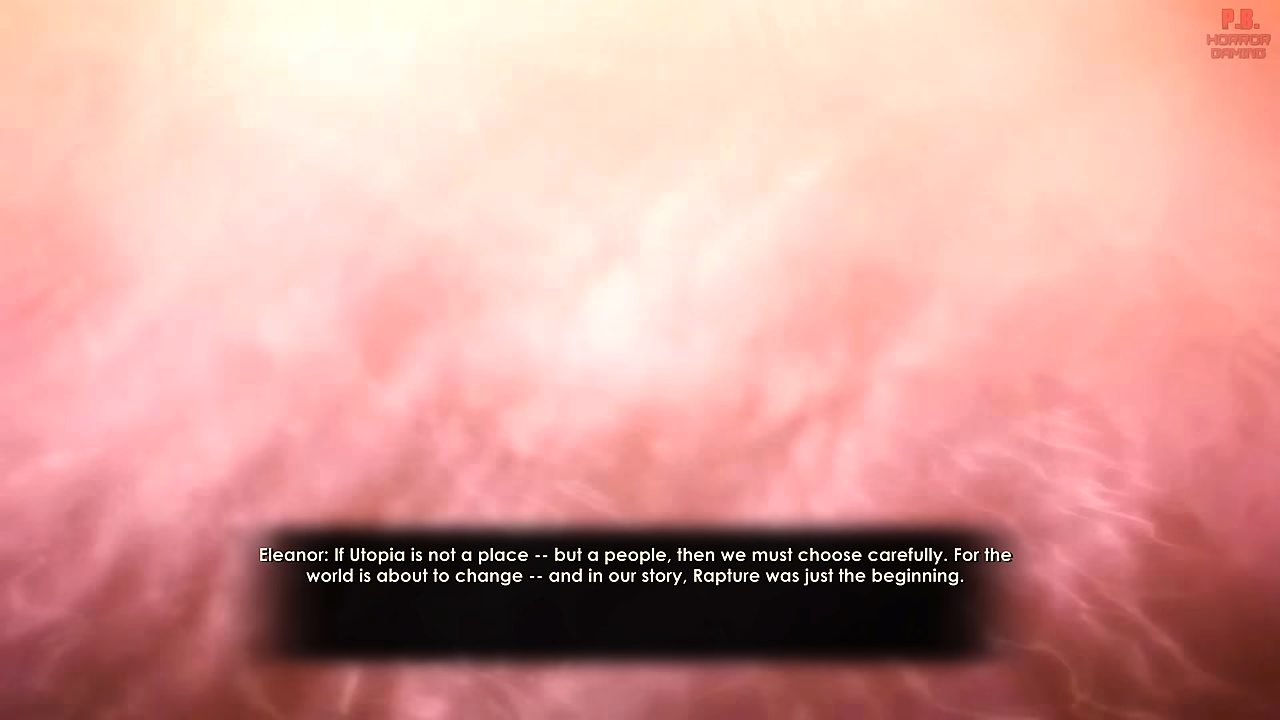 P.B.
HORROR
GAMING
Eleanor: If Utopia is not a place -- but a people, then we must choose carefully. For the
world is about to change -- and in our story, Rapture was just the beginning.